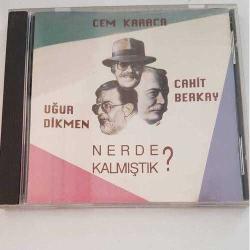 CEM KARACA
CAHİT
BERKAY
UĞUR
DİKMEN
NERDE
KALMIŞTIK?